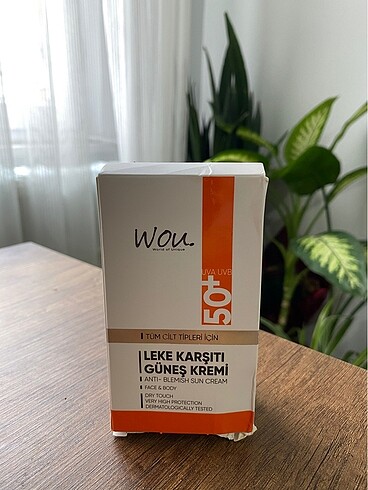 Wou.
World of Unique
UVA UVB
50+
TÜM CİLT TİPLERİ İÇİN
LEKE KARŞITI
GÜNEŞ KREMİ
ANTI- BLEMISH SUN CREAM
FACE & BODY
DRY TOUCH
VERY HIGH PROTECTION
DERMATOLOGICALLY TESTED